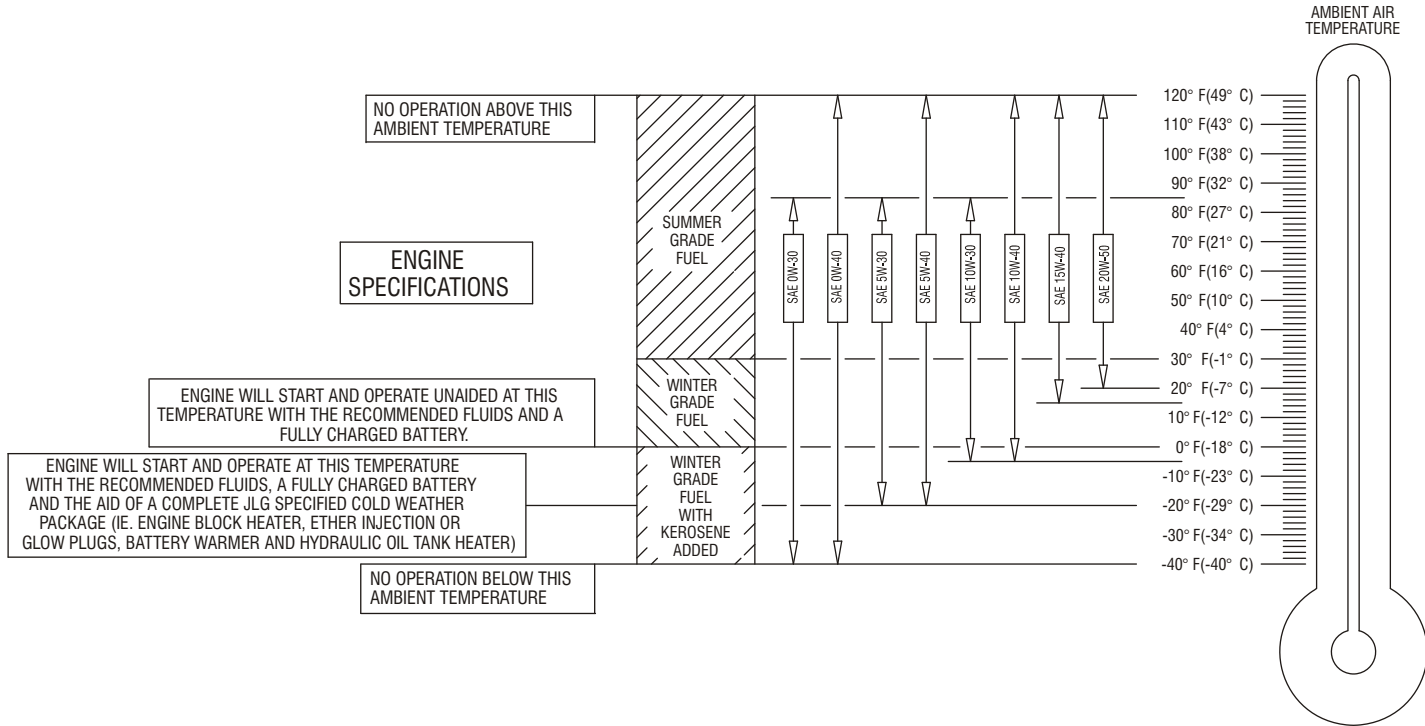 AMBIENT AIR
TEMPERATURE
NO OPERATION ABOVE THIS
AMBIENT TEMPERATURE
ENGINE
SPECIFICATIONS
ENGINE WILL START AND OPERATE UNAIDED AT THIS
TEMPERATURE WITH THE RECOMMENDED FLUIDS AND A
FULLY CHARGED BATTERY.
ENGINE WILL START AND OPERATE AT THIS TEMPERATURE
WITH THE RECOMMENDED FLUIDS, A FULLY CHARGED BATTERY
AND THE AID OF A COMPLETE JLG SPECIFIED COLD WEATHER
PACKAGE (IE. ENGINE BLOCK HEATER, ETHER INJECTION OR
GLOW PLUGS, BATTERY WARMER AND HYDRAULIC OIL TANK HEATER)
NO OPERATION BELOW THIS
AMBIENT TEMPERATURE
SUMMER
GRADE
FUEL
WINTER
GRADE
FUEL
WINTER
GRADE
FUEL
WITH
KEROSENE
ADDED
SAE 0W-30
SAE 0W-40
SAE 5W-30
SAE 5W-40
SAE 10W-30
SAE 10W-40
SAE 15W-40
SAE 20W-50
120° F(49° C)
110° F(43° C)
100° F(38° C)
90° F(32° C)
80° F(27° C)
70° F(21° C)
60° F(16° C)
50° F(10° C)
40° F(4° C)
30° F(-1° C)
20° F(-7° C)
10° F(-12° C)
0° F(-18° C)
-10° F(-23° C)
-20° F(-29° C)
-30° F(-34° C)
-40° F(-40° C)